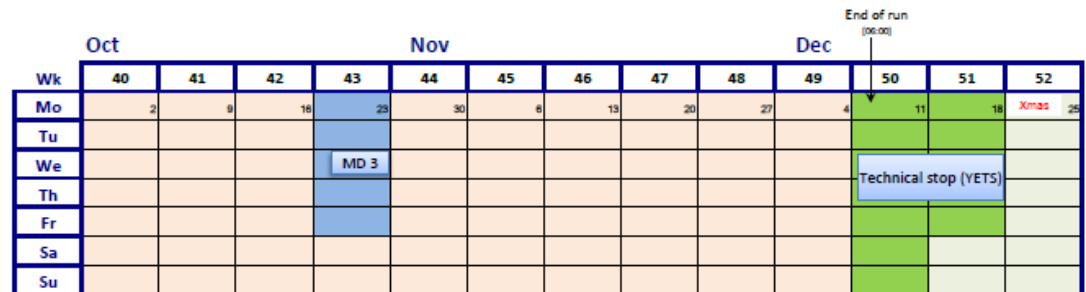 End of run
[06:00]
Oct Nov Dec
Wk 40 41 42 43 44 45 46 47 48 49 50 51 52
Mo 2 9 16 23 30 6 13 20 27 4 11 18 Xmas 25
Tu
We MD 3 Technical stop (YETS)
Th
Fr
Sa
Su